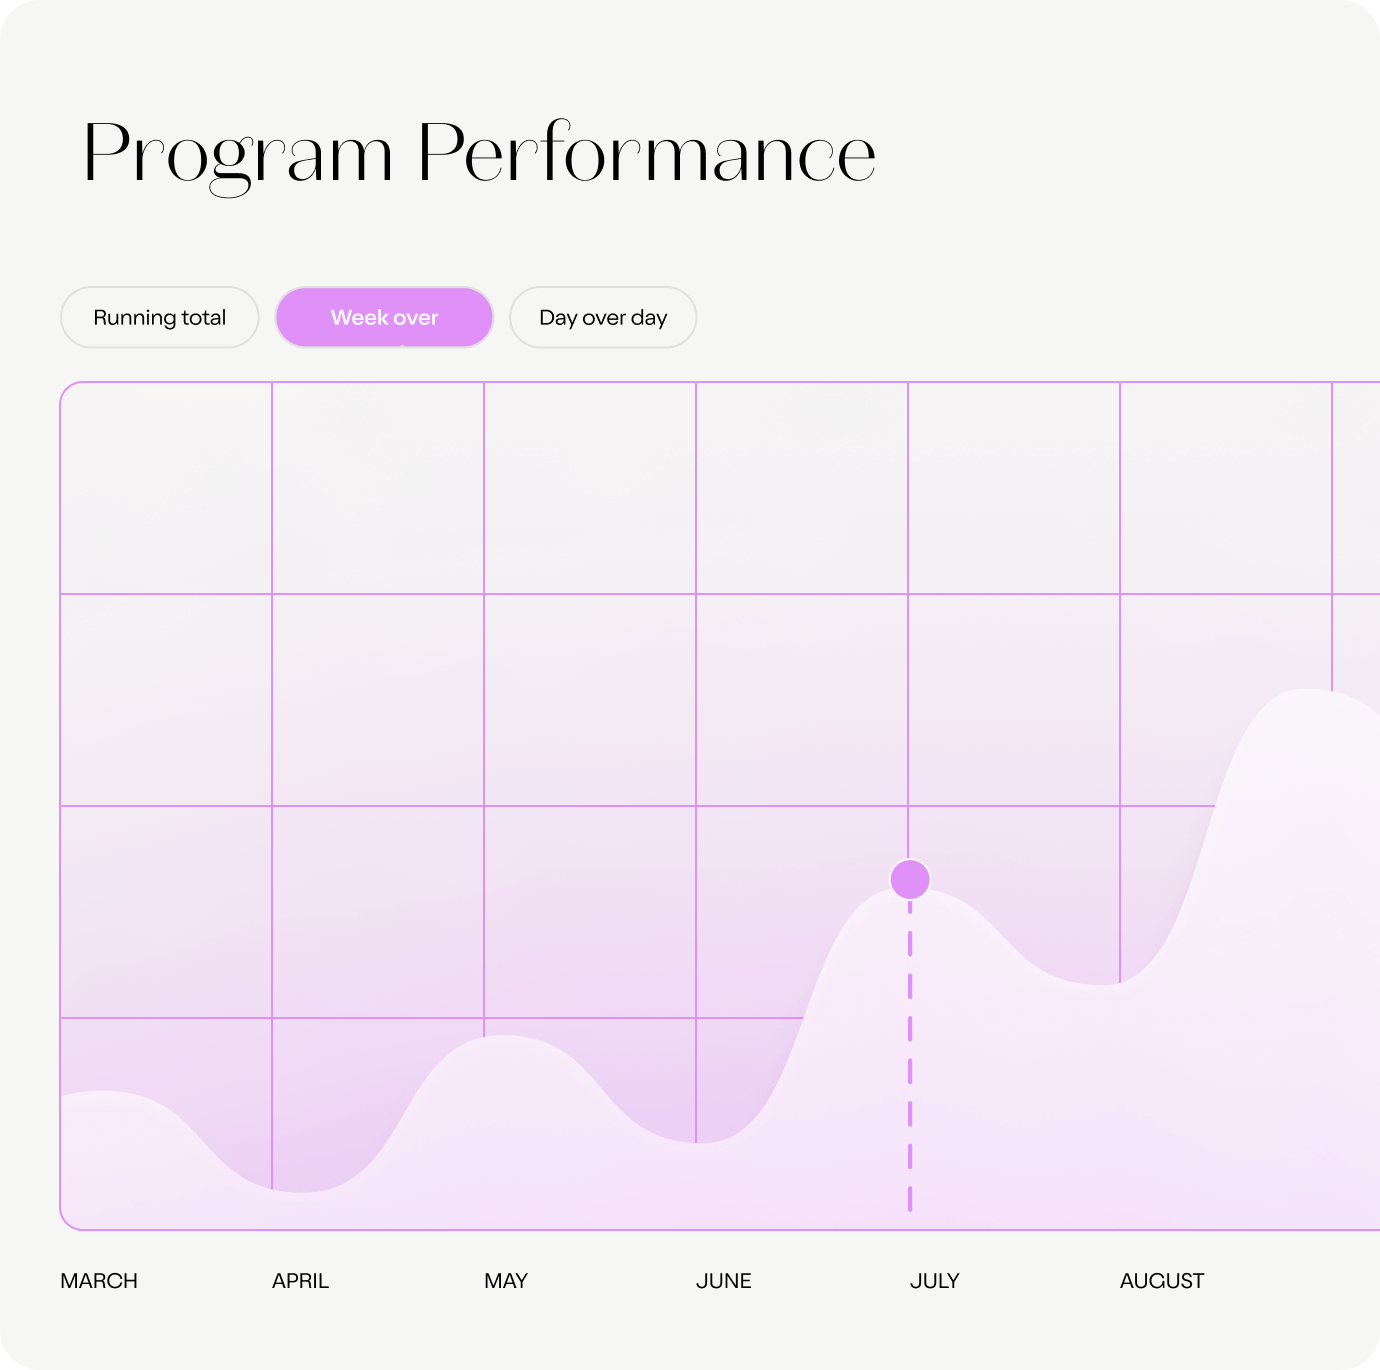 Program Performance
Running total
Week over
Day over day
MARCH
APRIL
MAY
JUNE
JULY
AUGUST